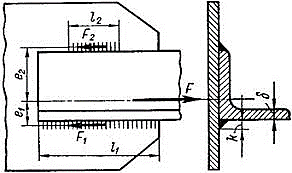 l₂
F₂
e₂
F
δ
e₁
F₁
k
l₁